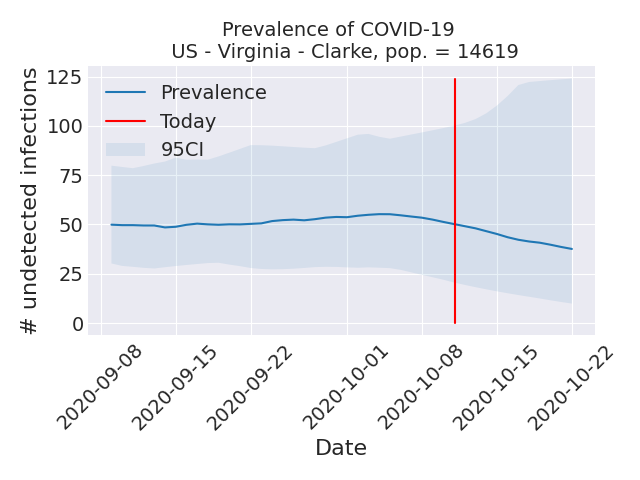 Prevalence of COVID-19
US - Virginia - Clarke, pop. = 14619
# undetected infections
125
100
75
50
25
0
Prevalence
Today
95CI
2020-09-08
2020-09-15
2020-09-22
2020-10-01
2020-10-08
2020-10-15
2020-10-22
Date